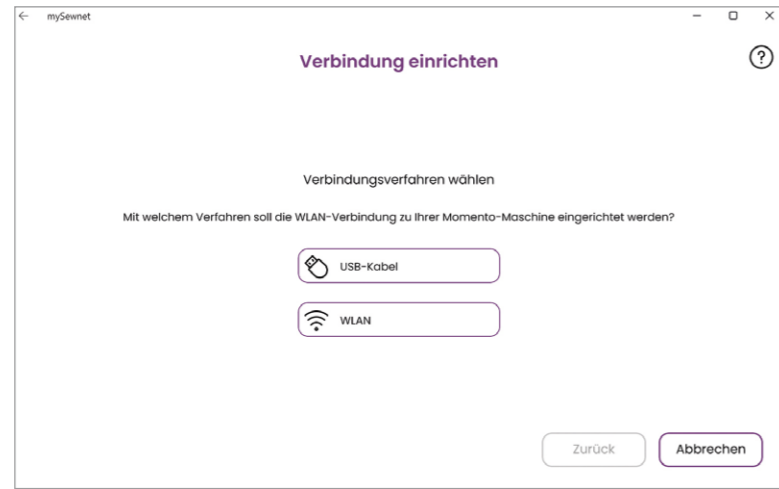 mySewnet
Verbindung einrichten
?
Verbindungsverfahren wählen
Mit welchem Verfahren soll die WLAN-Verbindung zu Ihrer Momento-Maschine eingerichtet werden?
USB-Kabel
WLAN
Zurück
Abbrechen